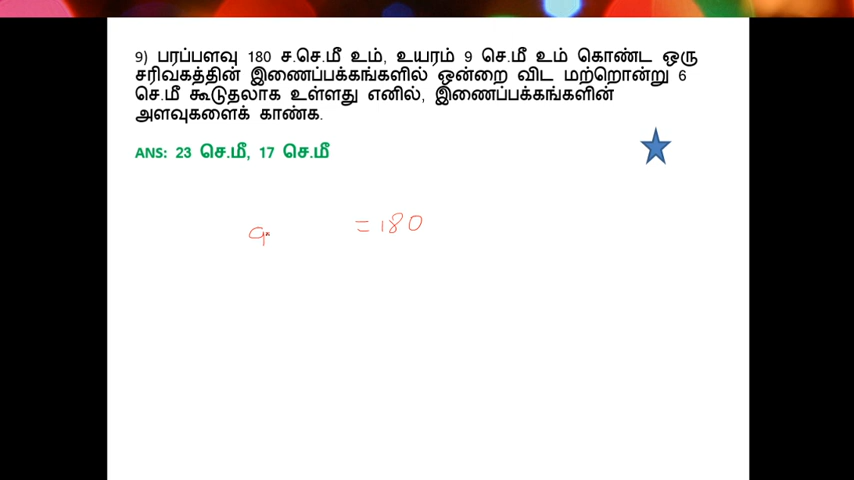 9) பரப்பளவு 180 ச.செ.மீ உம், உயரம் 9 செ.மீ உம் கொண்ட ஒரு
சரிவகத்தின் இணைப்பக்கங்களில் ஒன்றை விட மற்றொன்று 6
செ.மீ கூடுதலாக உள்ளது எனில், இணைப்பக்கங்களின்
அளவுகளைக் காண்க.
ANS: 23 செ.மீ, 17 செ.மீ
9 = 180